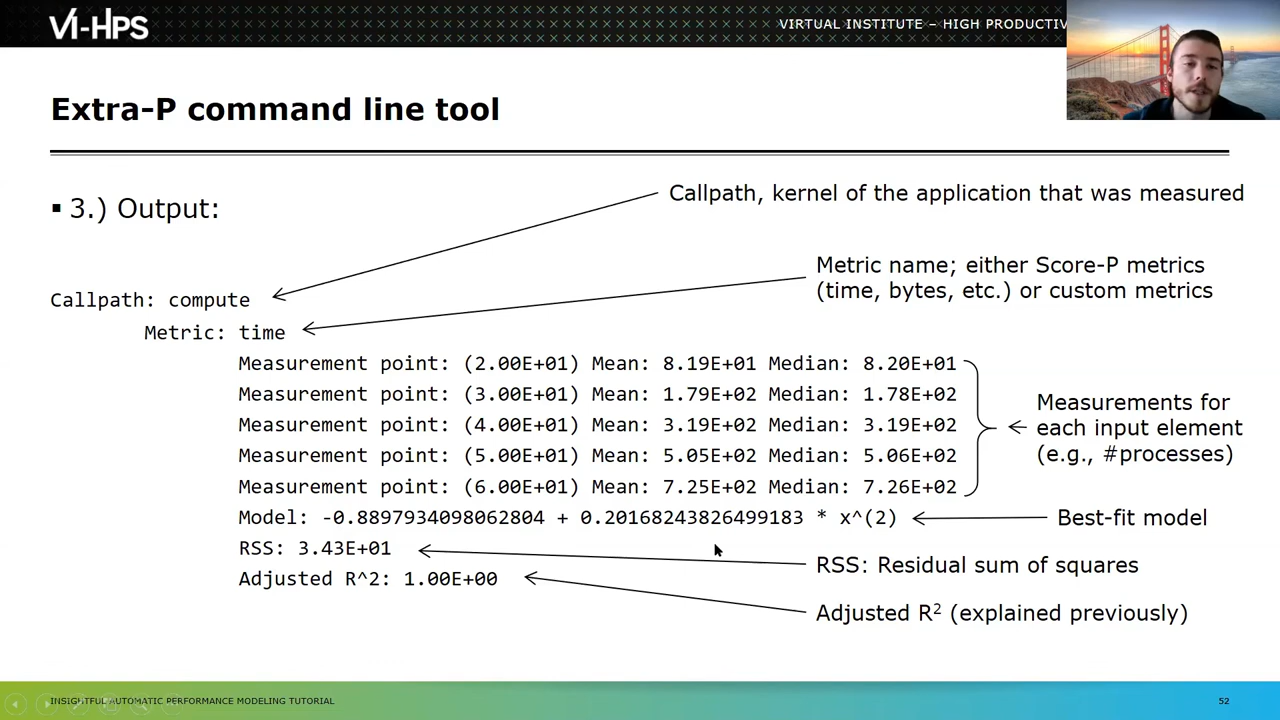 VI-HPS
VIRTUAL INSTITUTE – HIGH PRODUCTIV
Extra-P command line tool
▪ 3.) Output:
Callpath, kernel of the application that was measured
Metric name; either Score-P metrics
(time, bytes, etc.) or custom metrics
Callpath: compute
Metric: time
Measurement point: (2.00E+01) Mean: 8.19E+01 Median: 8.20E+01
Measurement point: (3.00E+01) Mean: 1.79E+02 Median: 1.78E+02
Measurement point: (4.00E+01) Mean: 3.19E+02 Median: 3.19E+02
Measurement point: (5.00E+01) Mean: 5.05E+02 Median: 5.06E+02
Measurement point: (6.00E+01) Mean: 7.25E+02 Median: 7.26E+02
Measurements for
each input element
(e.g., #processes)
Model: -0.8897934098062804 + 0.20168243826499183 * x^(2)
Best-fit model
RSS: 3.43E+01
RSS: Residual sum of squares
Adjusted R^2: 1.00E+00
Adjusted R² (explained previously)
INSIGHTFUL AUTOMATIC PERFORMANCE MODELING TUTORIAL
52